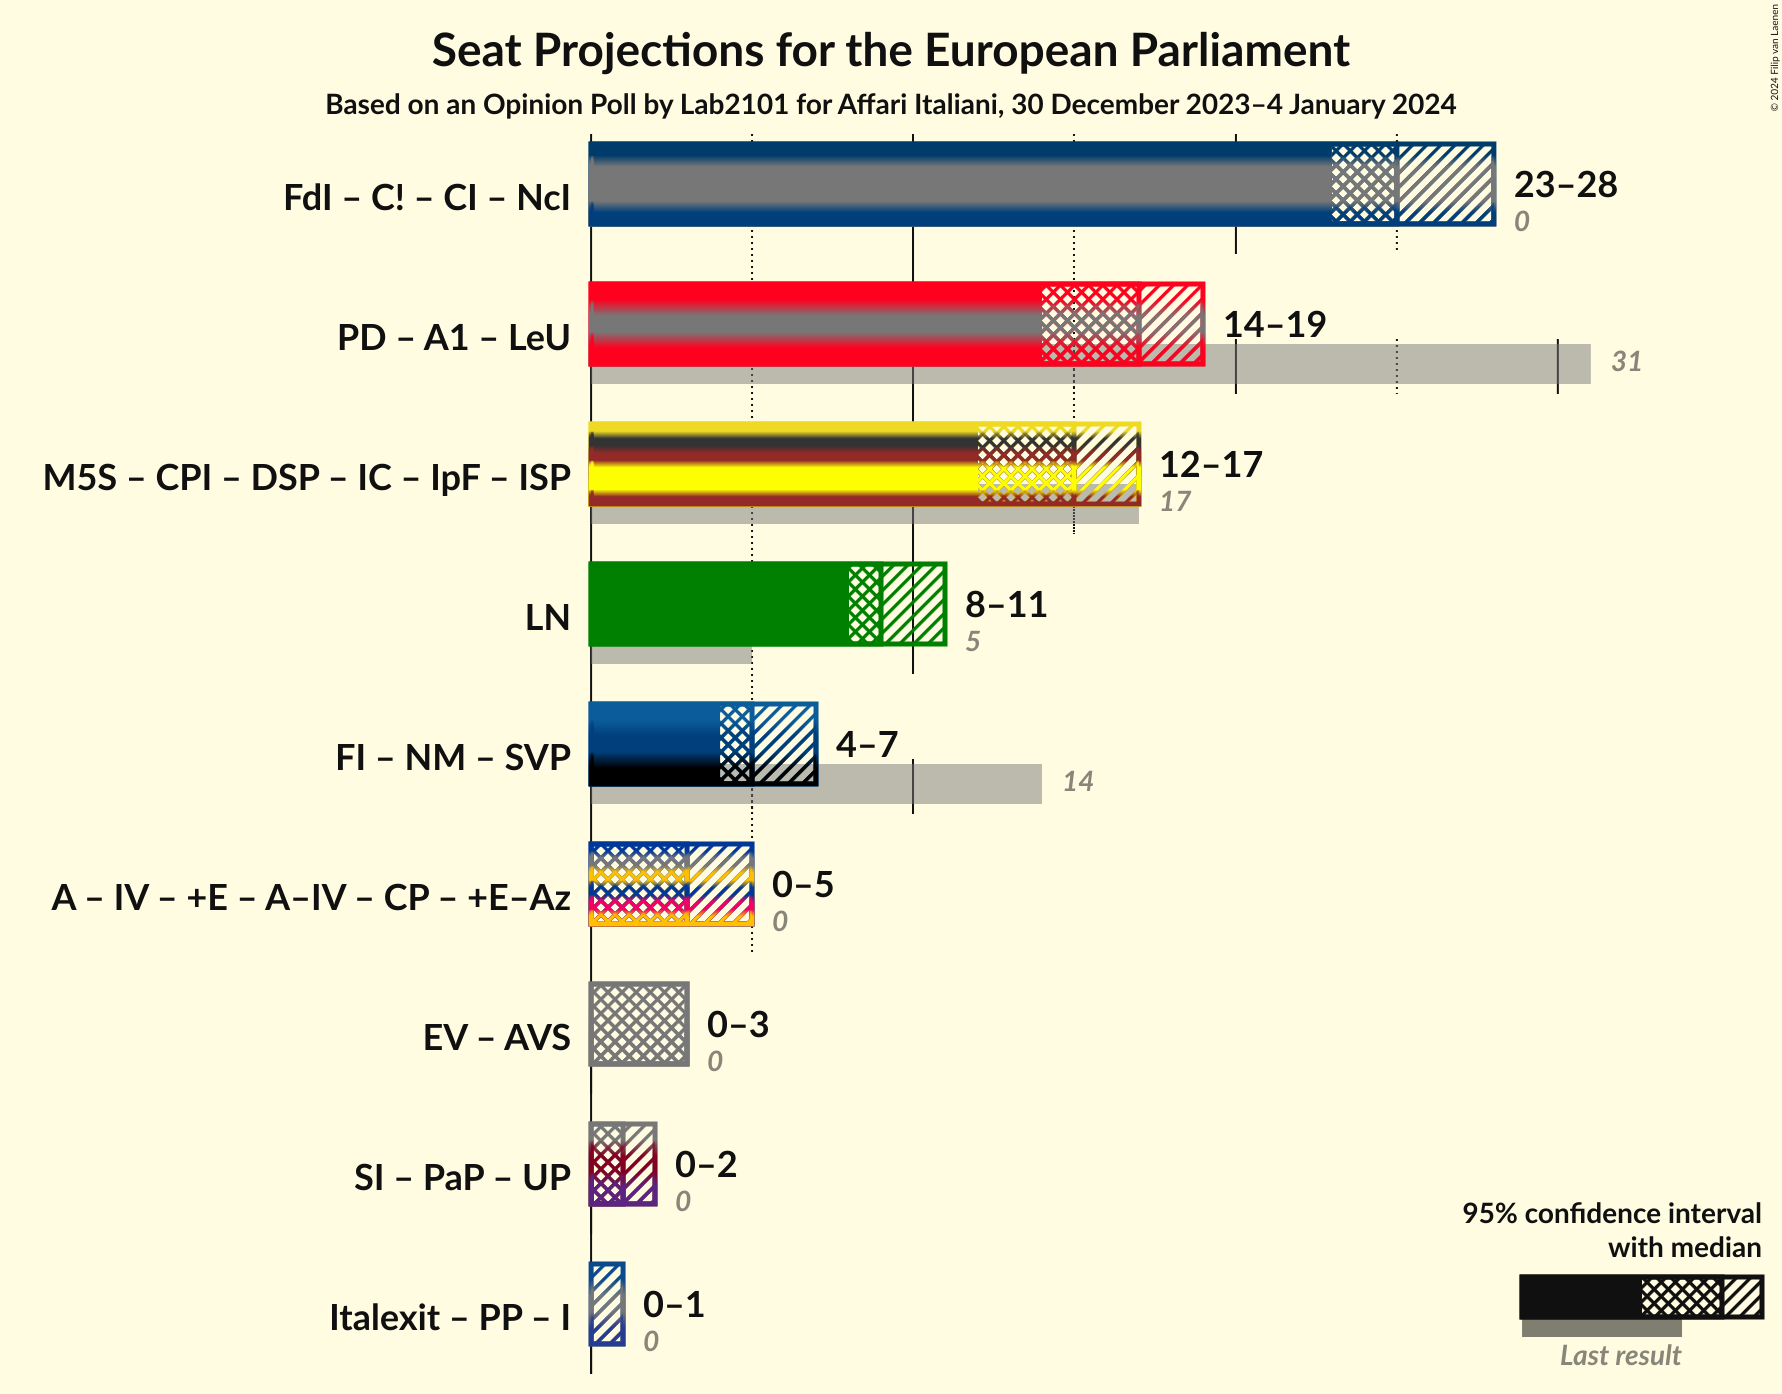 Seat Projections for the European Parliament
Based on an Opinion Poll by Lab2101 for Affari Italiani, 30 December 2023–4 January 2024
© 2024 Filip van Laenen
FdI – C! – CI – NcI
23–28
0
PD – A1 – LeU
14–19
31
M5S – CPI – DSP – IC – IpF – ISP
12–17
17
LN
8–11
5
FI – NM – SVP
4–7
14
A – IV – +E – A–IV – CP – +E–Az
0–5
0
EV – AVS
0–3
0
SI – PaP – UP
0–2
0
Italexit – PP – I
0–1
0
95% confidence interval
with median
Last result